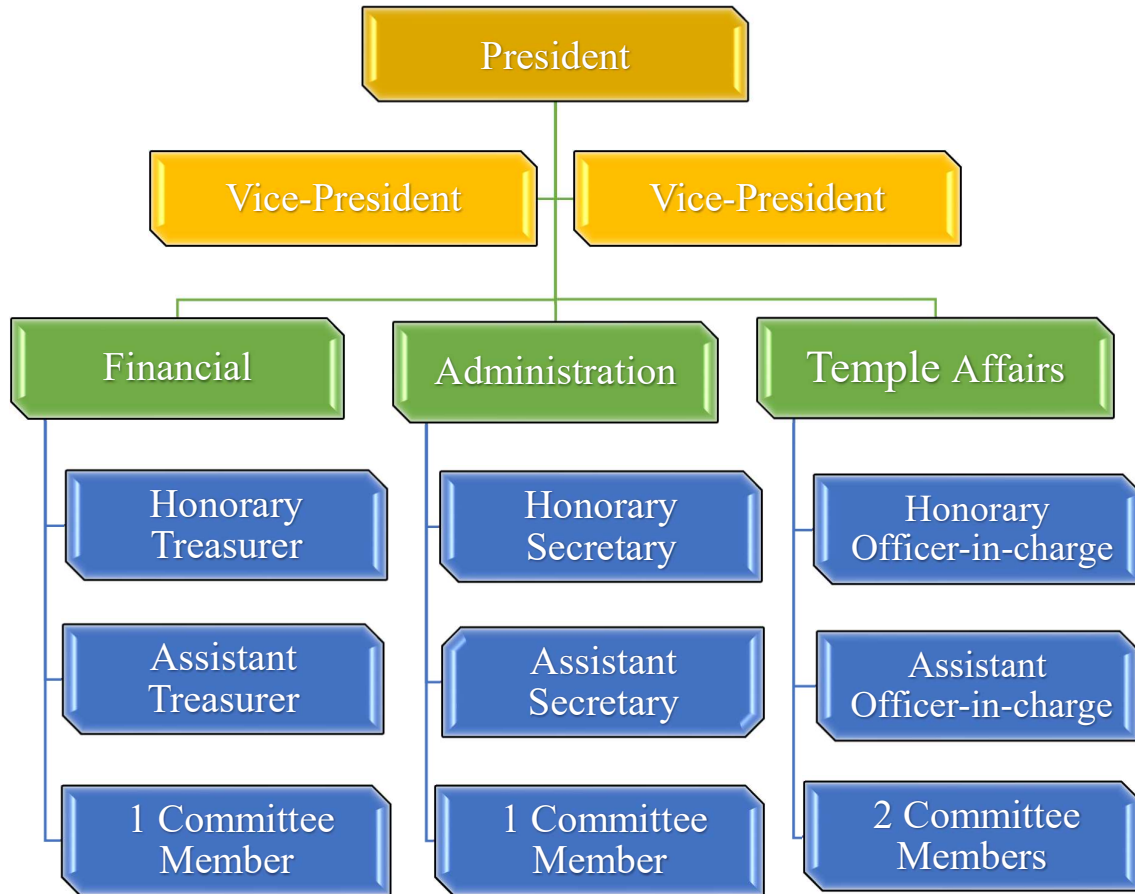 President
Vice-President
Vice-President
Financial
Administration
Temple Affairs
Honorary
Treasurer
Honorary
Secretary
Honorary
Officer-in-charge
Assistant
Treasurer
Assistant
Secretary
Assistant
Officer-in-charge
1 Committee
Member
1 Committee
Member
2 Committee
Members